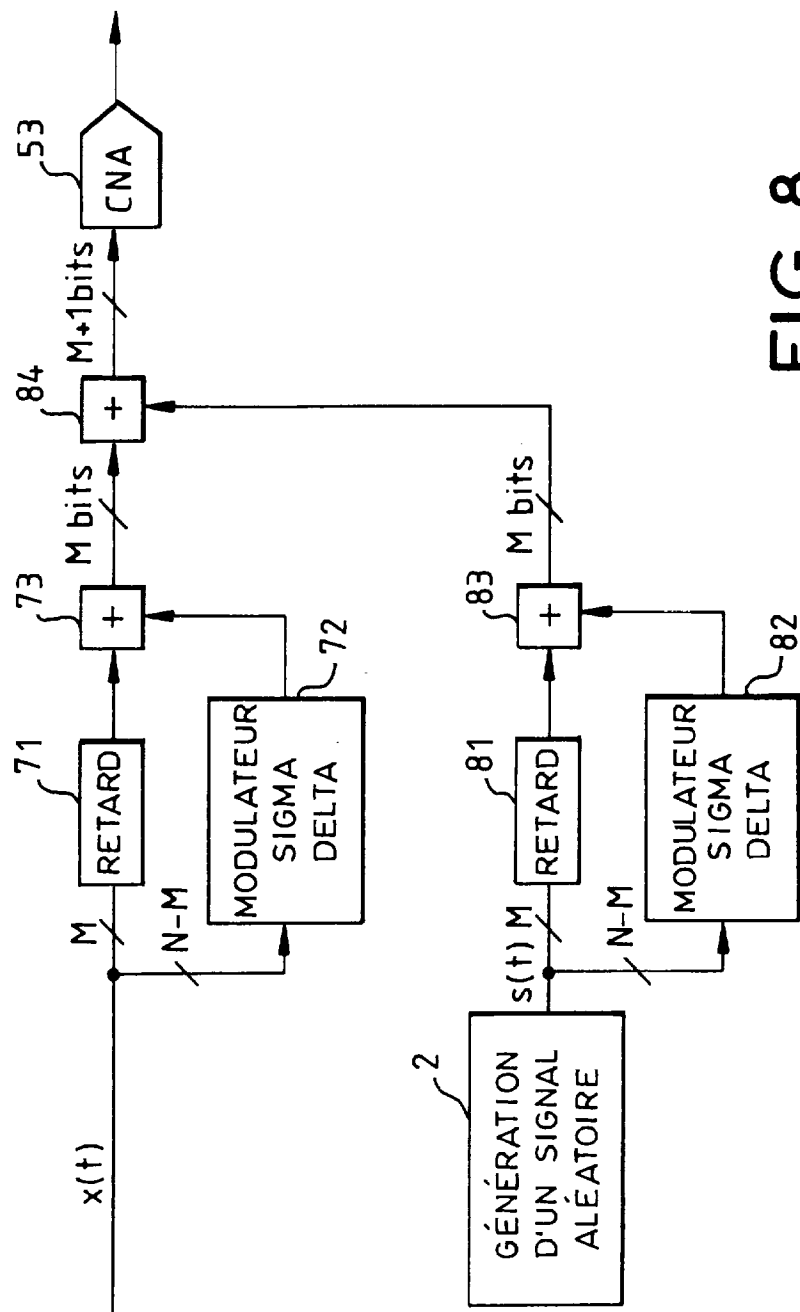 x(t)
M
N-M
71
RETARD
MODULATEUR
SIGMA
DELTA
72
73
+
M bits
84
+
M+1bits
53
CNA
2
GÉNÉRATION
D'UN SIGNAL
ALÉATOIRE
s(t) M
N-M
81
RETARD
MODULATEUR
SIGMA
DELTA
82
83
+
M bits
FIG. 8